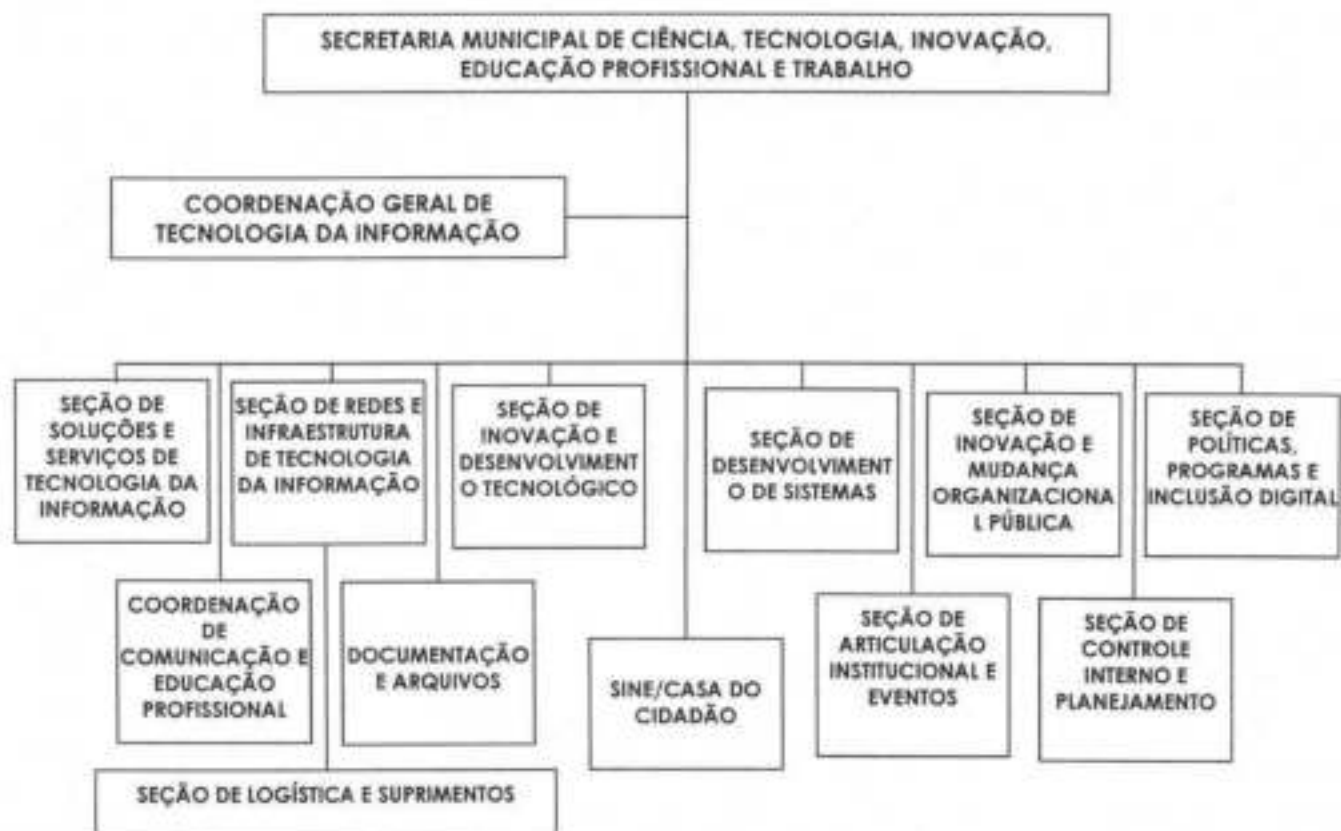 SECRETARIA MUNICIPAL DE CIÊNCIA, TECNOLOGIA, INOVAÇÃO,
EDUCAÇÃO PROFISSIONAL E TRABALHO
COORDENAÇÃO GERAL DE
TECNOLOGIA DA INFORMAÇÃO
SEÇÃO DE
SOLUÇÕES E
SERVIÇOS DE
TECNOLOGIA DA
INFORMAÇÃO
SEÇÃO DE REDES E
INFRAESTRUTURA
DE TECNOLOGIA
DA INFORMAÇÃO
SEÇÃO DE
INOVAÇÃO E
DESENVOLVIMENT
O TECNOLÓGICO
SEÇÃO DE
DESENVOLVIMENT
O DE SISTEMAS
SEÇÃO DE
INOVAÇÃO E
MUDANÇA
ORGANIZACIONA
L PÚBLICA
SEÇÃO DE
POLÍTICAS,
PROGRAMAS E
INCLUSÃO DIGITAL
COORDENAÇÃO
DE
COMUNICAÇÃO E
EDUCAÇÃO
PROFISSIONAL
DOCUMENTAÇÃO
E ARQUIVOS
SINE/CASA DO
CIDADÃO
SEÇÃO DE
ARTICULAÇÃO
INSTITUCIONAL E
EVENTOS
SEÇÃO DE
CONTROLE
INTERNO E
PLANEJAMENTO
SEÇÃO DE LOGÍSTICA E SUPRIMENTOS